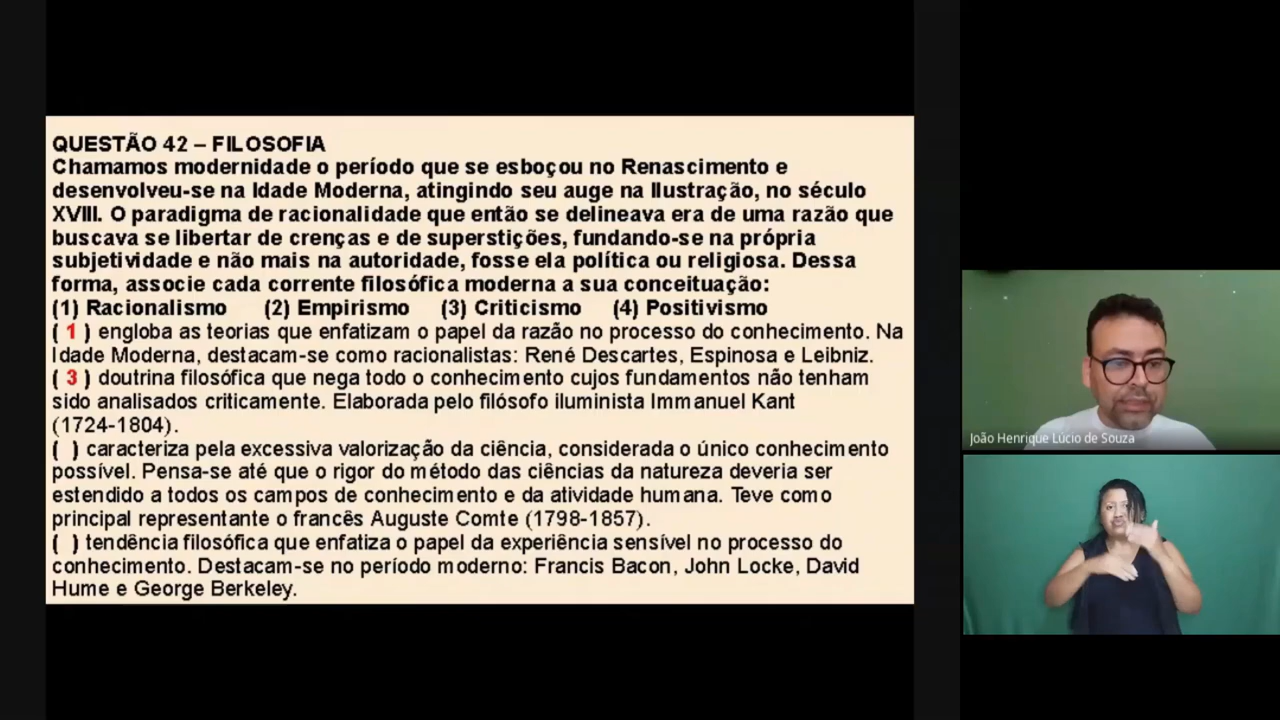 QUESTÃO 42 – FILOSOFIA
Chamamos modernidade o período que se esboçou no Renascimento e
desenvolveu-se na Idade Moderna, atingindo seu auge na Ilustração, no século
XVIII. O paradigma de racionalidade que então se delineava era de uma razão que
buscava se libertar de crenças e de superstições, fundando-se na própria
subjetividade e não mais na autoridade, fosse ela política ou religiosa. Dessa
forma, associe cada corrente filosófica moderna a sua conceituação:
(1) Racionalismo (2) Empirismo (3) Criticismo (4) Positivismo
( 1 ) engloba as teorias que enfatizam o papel da razão no processo do conhecimento. Na
Idade Moderna, destacam-se como racionalistas: René Descartes, Espinosa e Leibniz.
( 3 ) doutrina filosófica que nega todo o conhecimento cujos fundamentos não tenham
sido analisados criticamente. Elaborada pelo filósofo iluminista Immanuel Kant
(1724-1804).
( ) caracteriza pela excessiva valorização da ciência, considerada o único conhecimento
possível. Pensa-se até que o rigor do método das ciências da natureza deveria ser
estendido a todos os campos de conhecimento e da atividade humana. Teve como
principal representante o francês Auguste Comte (1798-1857).
( ) tendência filosófica que enfatiza o papel da experiência sensível no processo do
conhecimento. Destacam-se no período moderno: Francis Bacon, John Locke, David
Hume e George Berkeley.
João Henrique Lúcio de Souza